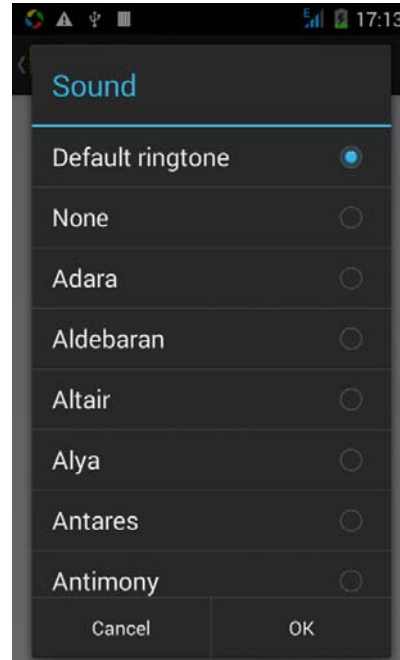 E 17:13
Sound
Default ringtone
None
Adara
Aldebaran
Altair
Alya
Antares
Antimony
Cancel OK